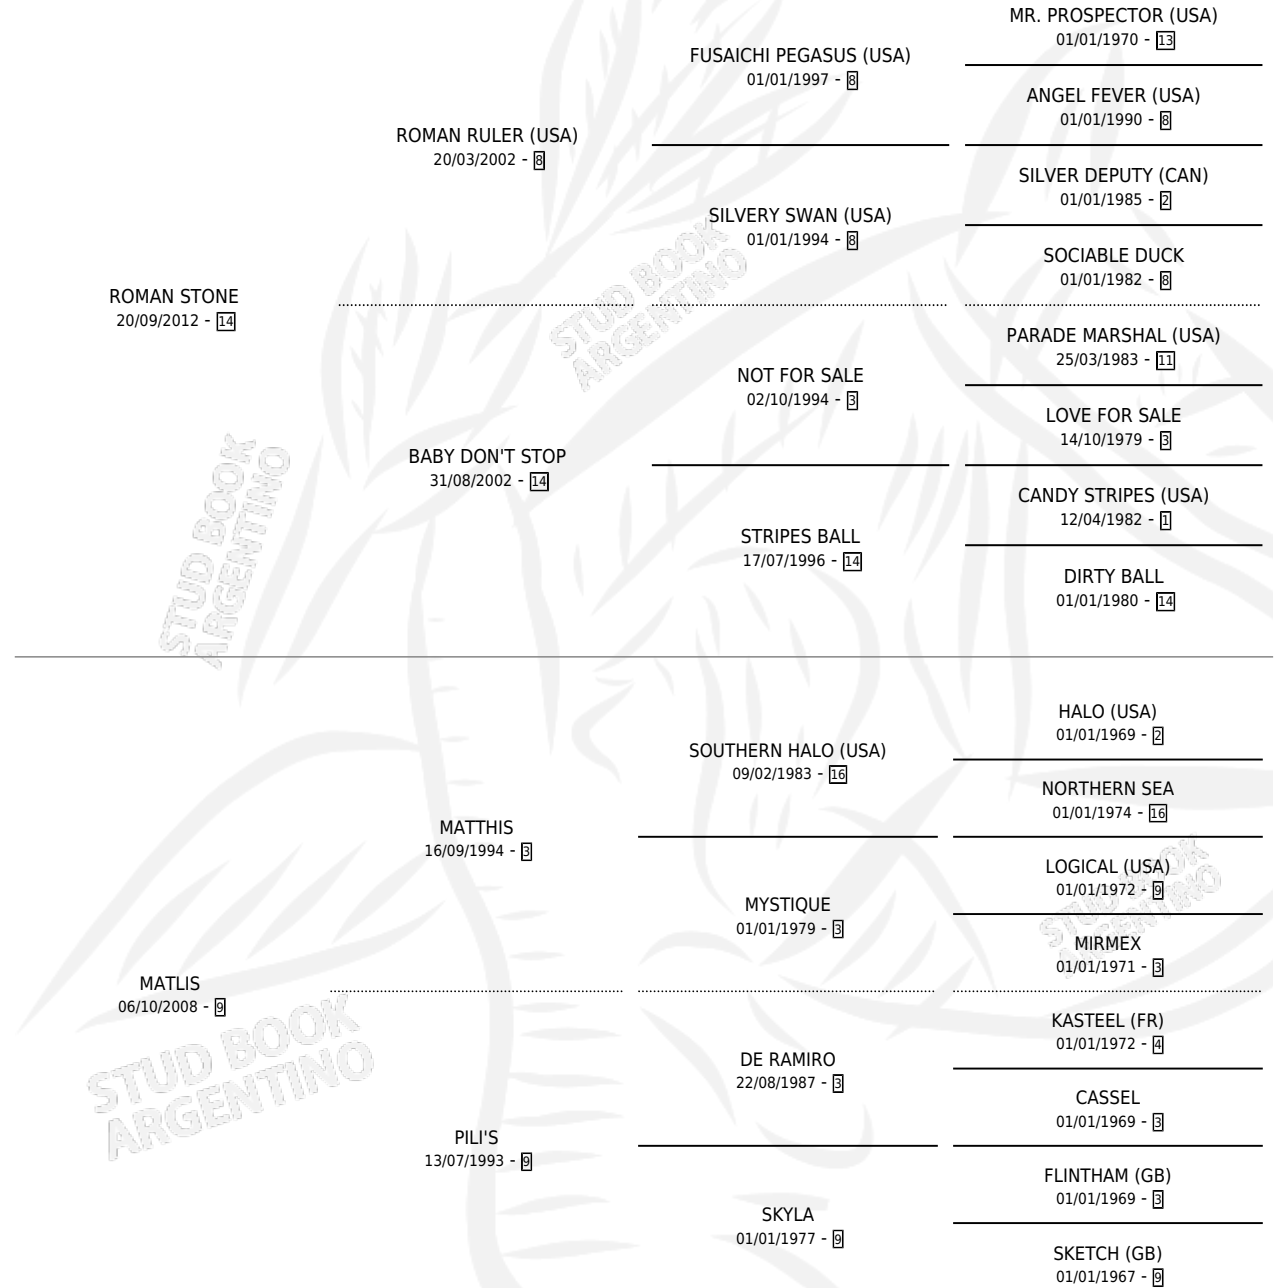 MR. PROSPECTOR (USA)
01/01/1970 - 13
FUSAICHI PEGASUS (USA)
01/01/1997 - 8
ANGEL FEVER (USA)
01/01/1990 - 8
ROMAN RULER (USA)
20/03/2002 - 8
SILVER DEPUTY (CAN)
01/01/1985 - 2
SILVERY SWAN (USA)
01/01/1994 - 8
SOCIABLE DUCK
01/01/1982 - 8
ROMAN STONE
20/09/2012 - 14
STUD BOOK
ARGENTINO
PARADE MARSHAL (USA)
25/03/1983 - 11
NOT FOR SALE
02/10/1994 - 3
LOVE FOR SALE
14/10/1979 - 3
BABY DON'T STOP
31/08/2002 - 14
CANDY STRIPES (USA)
12/04/1982 - 1
STRIPES BALL
17/07/1996 - 14
DIRTY BALL
01/01/1980 - 14
STUD BOOK
ARGENTINO
HALO (USA)
01/01/1969 - 2
SOUTHERN HALO (USA)
09/02/1983 - 16
NORTHERN SEA
01/01/1974 - 16
MATTHIS
16/09/1994 - 3
LOGICAL (USA)
01/01/1972 - 9
MYSTIQUE
01/01/1979 - 3
MIRMEX
01/01/1971 - 3
STUD BOOK
ARGENTINO
MATLIS
06/10/2008 - 9
KASTEEL (FR)
01/01/1972 - 4
DE RAMIRO
22/08/1987 - 3
CASSEL
01/01/1969 - 3
STUD BOOK
ARGENTINO
PILI'S
13/07/1993 - 9
FLINTHAM (GB)
01/01/1969 - 3
SKYLA
01/01/1977 - 9
SKETCH (GB)
01/01/1967 - 9